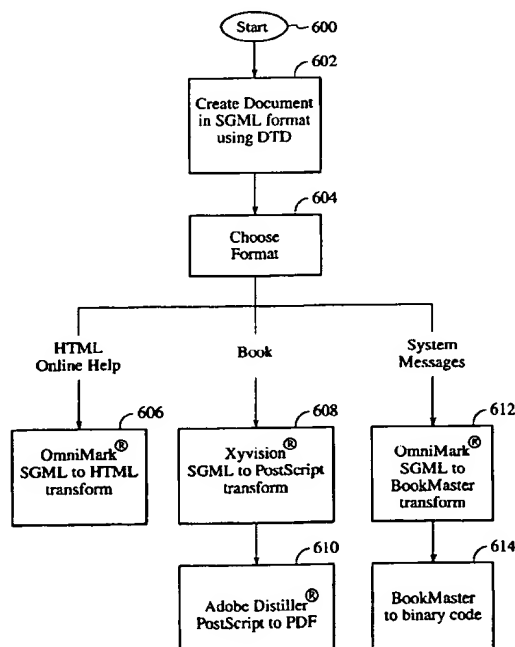 Start
600
602
Create Document
in SGML format
using DTD
604
Choose
Format
HTML
Online Help
Book
System
Messages
606
OmniMark®
SGML to HTML
transform
608
Xyvision®
SGML to PostScript
transform
612
OmniMark®
SGML to
BookMaster
transform
610
Adobe Distiller®
PostScript to PDF
614
BookMaster
to binary code